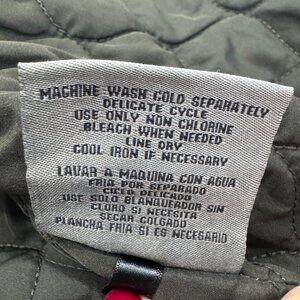 MACHINE WASH COLD SEPARATELY
DELICATE CYCLE
USE ONLY NON CHLORINE
BLEACH WHEN NEEDED
LINE DRY
COOL IRON IF NECESSARY
LAVAR A MAQUINA CON AGUA
FRIA POR SEPARADO
CICLO DELICADO
USE SOLO BLANQUEADOR SIN
CLORO SI NECESITA
SECAR COLGADO
PLANCHA FRIA SI ES NECESARIO